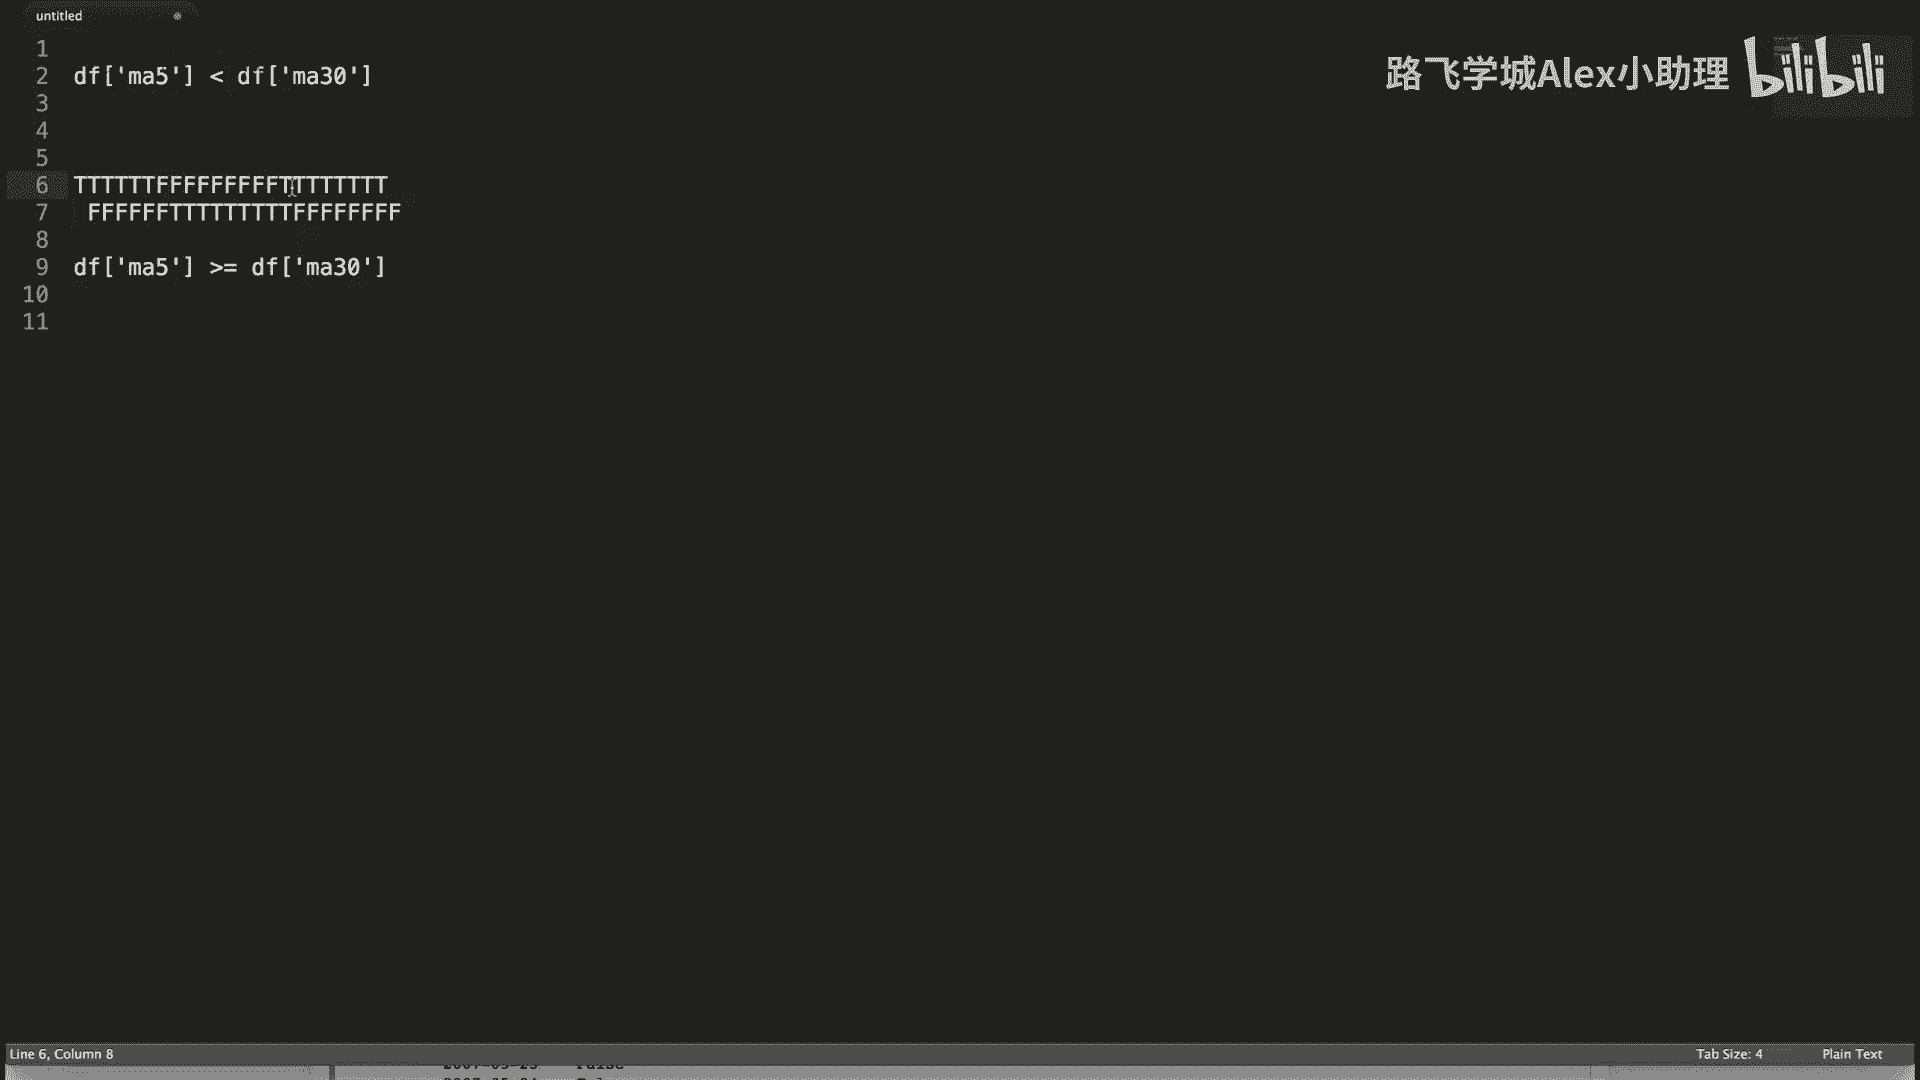 untitled
路飞学城Alex小助理 bilibili
1
2 df['ma5'] < df['ma30']
3
4
5
6 TTTTTTFFFFFFFFFTTTTTTTT
7  FFFFFFTTTTTTTTTFFFFFFFF
8
9 df['ma5'] >= df['ma30']
10
11
Line 6, Column 8 Tab Size: 4 Plain Text